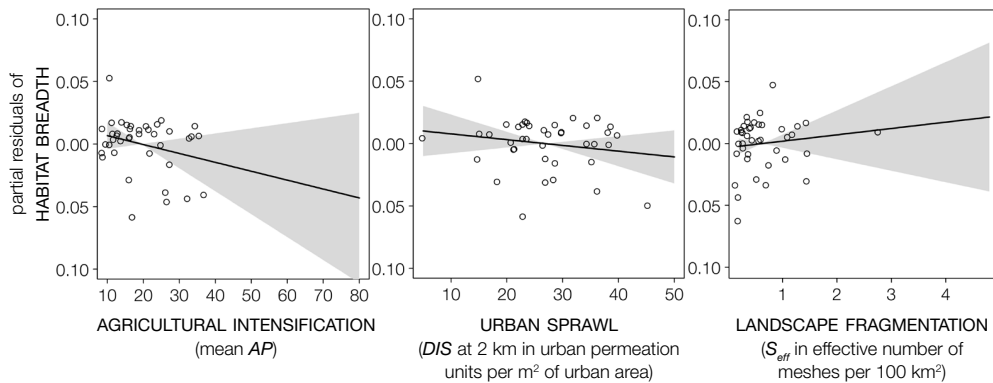 partial residuals of
HABITAT BREADTH
0.10
0.05
0.00
0.05
0.10
10 20 30 40 50 60 70 80
AGRICULTURAL INTENSIFICATION
(mean AP)
0.10
0.05
0.00
0.05
0.10
10 20 30 40 50
URBAN SPRAWL
(DIS at 2 km in urban permeation
units per m² of urban area)
0.10
0.05
0.00
0.05
0.10
1 2 3 4
LANDSCAPE FRAGMENTATION
(Seff in effective number of
meshes per 100 km²)